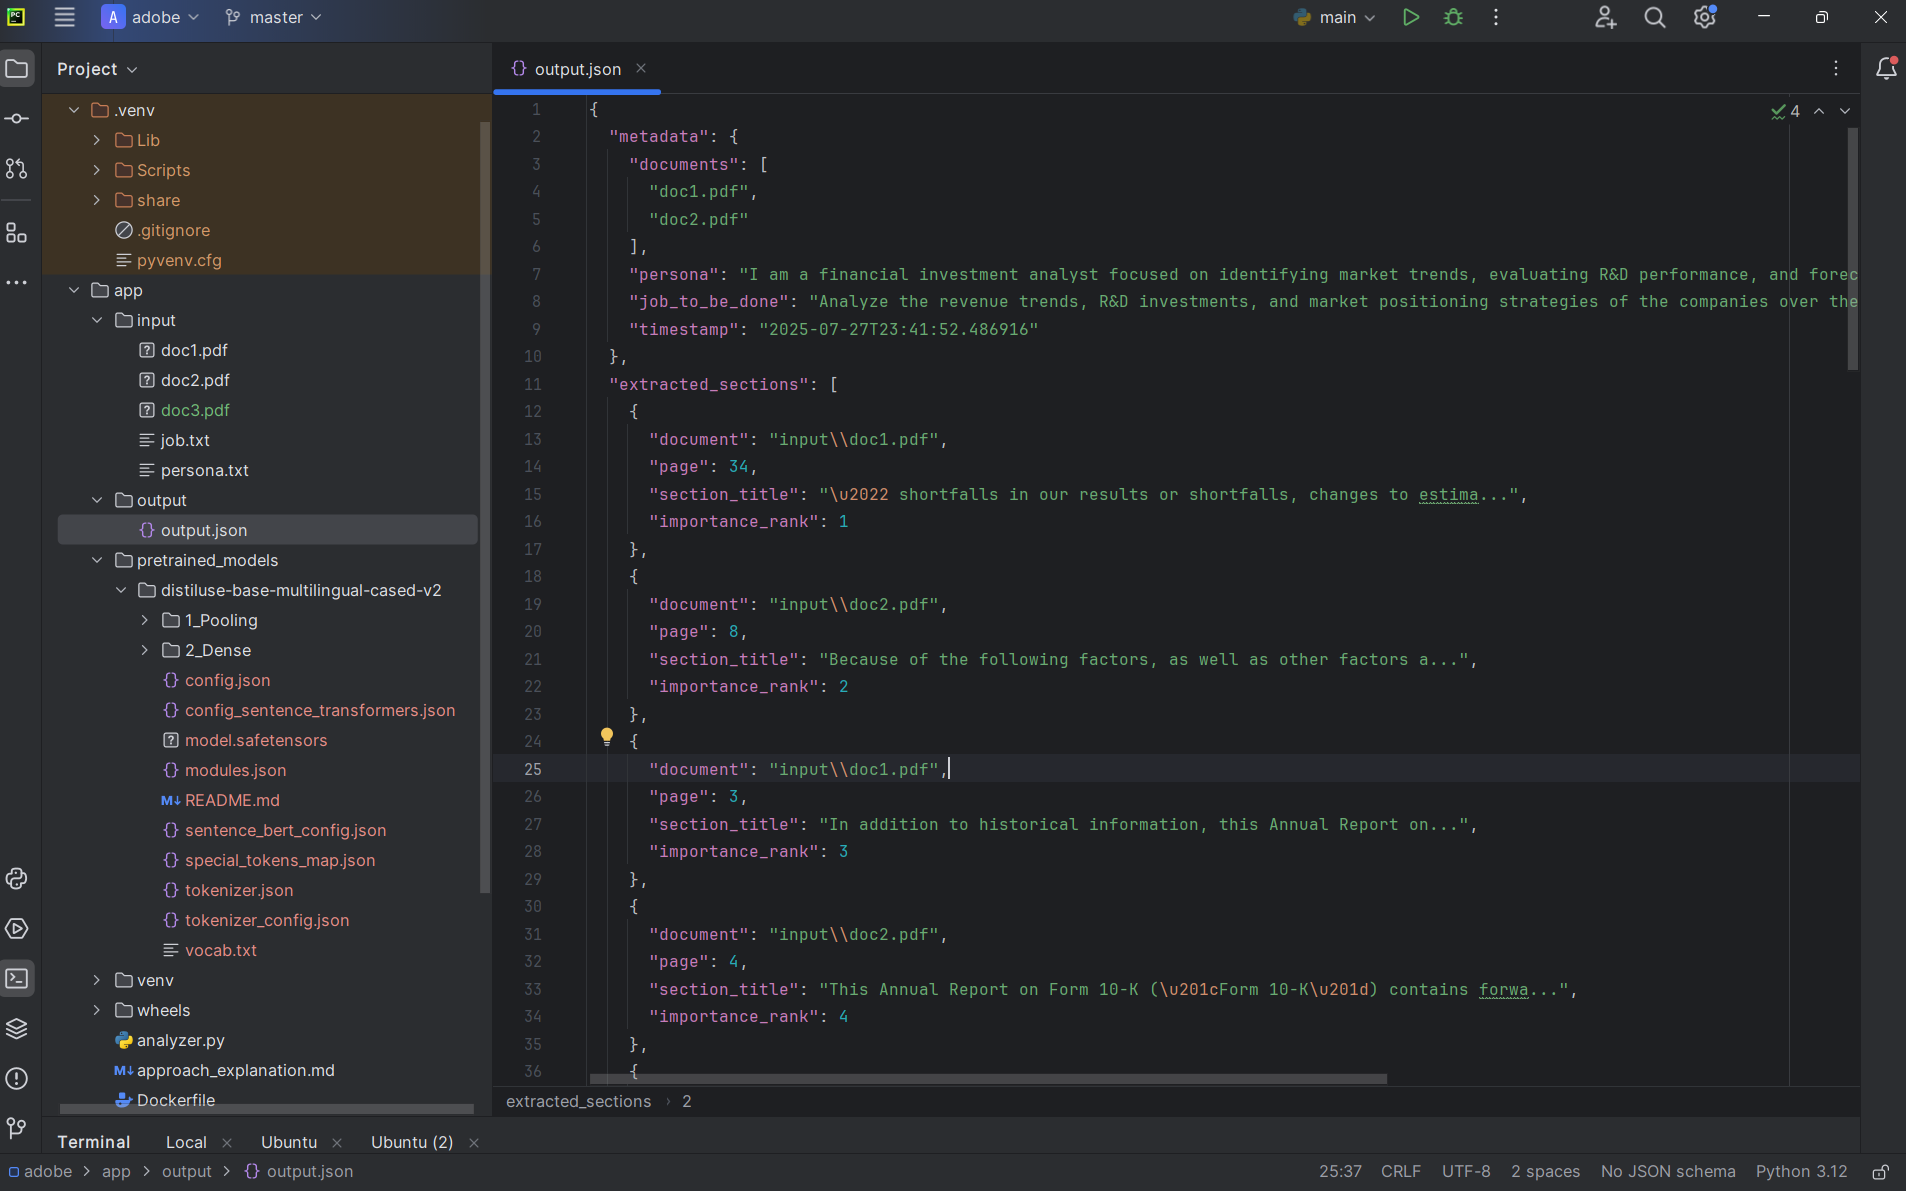 PC A adobe master main
Project
output.json
.venv
Lib
Scripts
share
.gitignore
pyvenv.cfg
app
input
doc1.pdf
doc2.pdf
doc3.pdf
job.txt
persona.txt
output
output.json
pretrained_models
distiluse-base-multilingual-cased-v2
1_Pooling
2_Dense
config.json
config_sentence_transformers.json
model.safetensors
modules.json
README.md
sentence_bert_config.json
special_tokens_map.json
tokenizer.json
tokenizer_config.json
vocab.txt
venv
wheels
analyzer.py
approach_explanation.md
Dockerfile
4
1 {
2 "metadata": {
3 "documents": [
4 "doc1.pdf",
5 "doc2.pdf"
6 ],
7 "persona": "I am a financial investment analyst focused on identifying market trends, evaluating R&D performance, and forec
8 "job_to_be_done": "Analyze the revenue trends, R&D investments, and market positioning strategies of the companies over the
9 "timestamp": "2025-07-27T23:41:52.486916"
10 },
11 "extracted_sections": [
12 {
13 "document": "input\\doc1.pdf",
14 "page": 34,
15 "section_title": "\u2022 shortfalls in our results or shortfalls, changes to estima...",
16 "importance_rank": 1
17 },
18 {
19 "document": "input\\doc2.pdf",
20 "page": 8,
21 "section_title": "Because of the following factors, as well as other factors a...",
22 "importance_rank": 2
23 },
24 {
25 "document": "input\\doc1.pdf",
26 "page": 3,
27 "section_title": "In addition to historical information, this Annual Report on...",
28 "importance_rank": 3
29 },
30 {
31 "document": "input\\doc2.pdf",
32 "page": 4,
33 "section_title": "This Annual Report on Form 10-K (\u201cForm 10-K\u201d) contains forwa...",
34 "importance_rank": 4
35 },
36 {
extracted_sections › 2
Terminal Local Ubuntu Ubuntu (2)
adobe > app > output > output.json 25:37 CRLF UTF-8 2 spaces No JSON schema Python 3.12